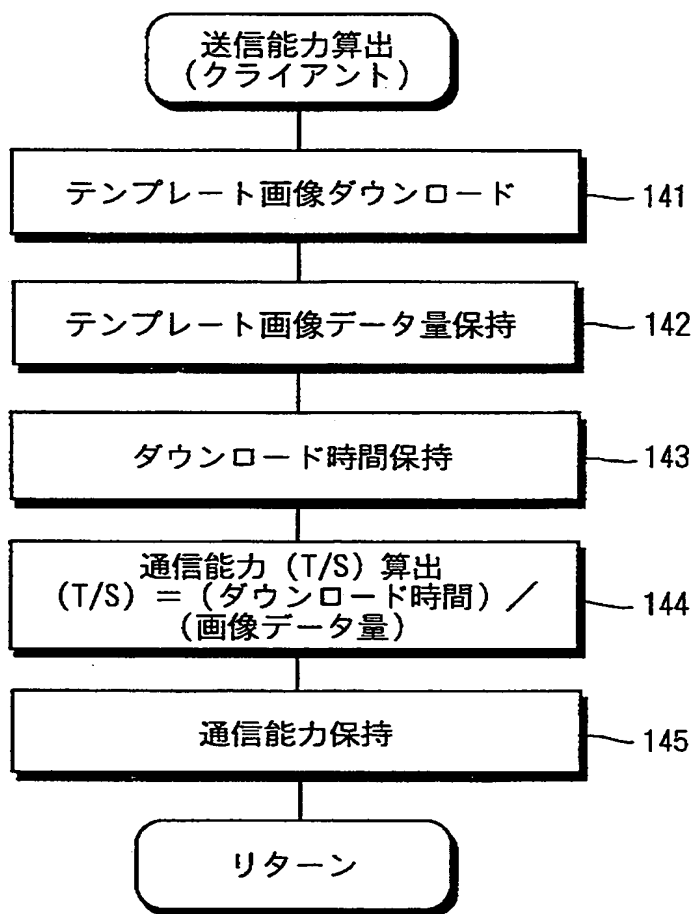 送信能力算出
(クライアント)
テンプレート画像ダウンロード
141
テンプレート画像データ量保持
142
ダウンロード時間保持
143
通信能力 (T/S) 算出
(T/S) = (ダウンロード時間) /
(画像データ量)
144
通信能力保持
145
リターン